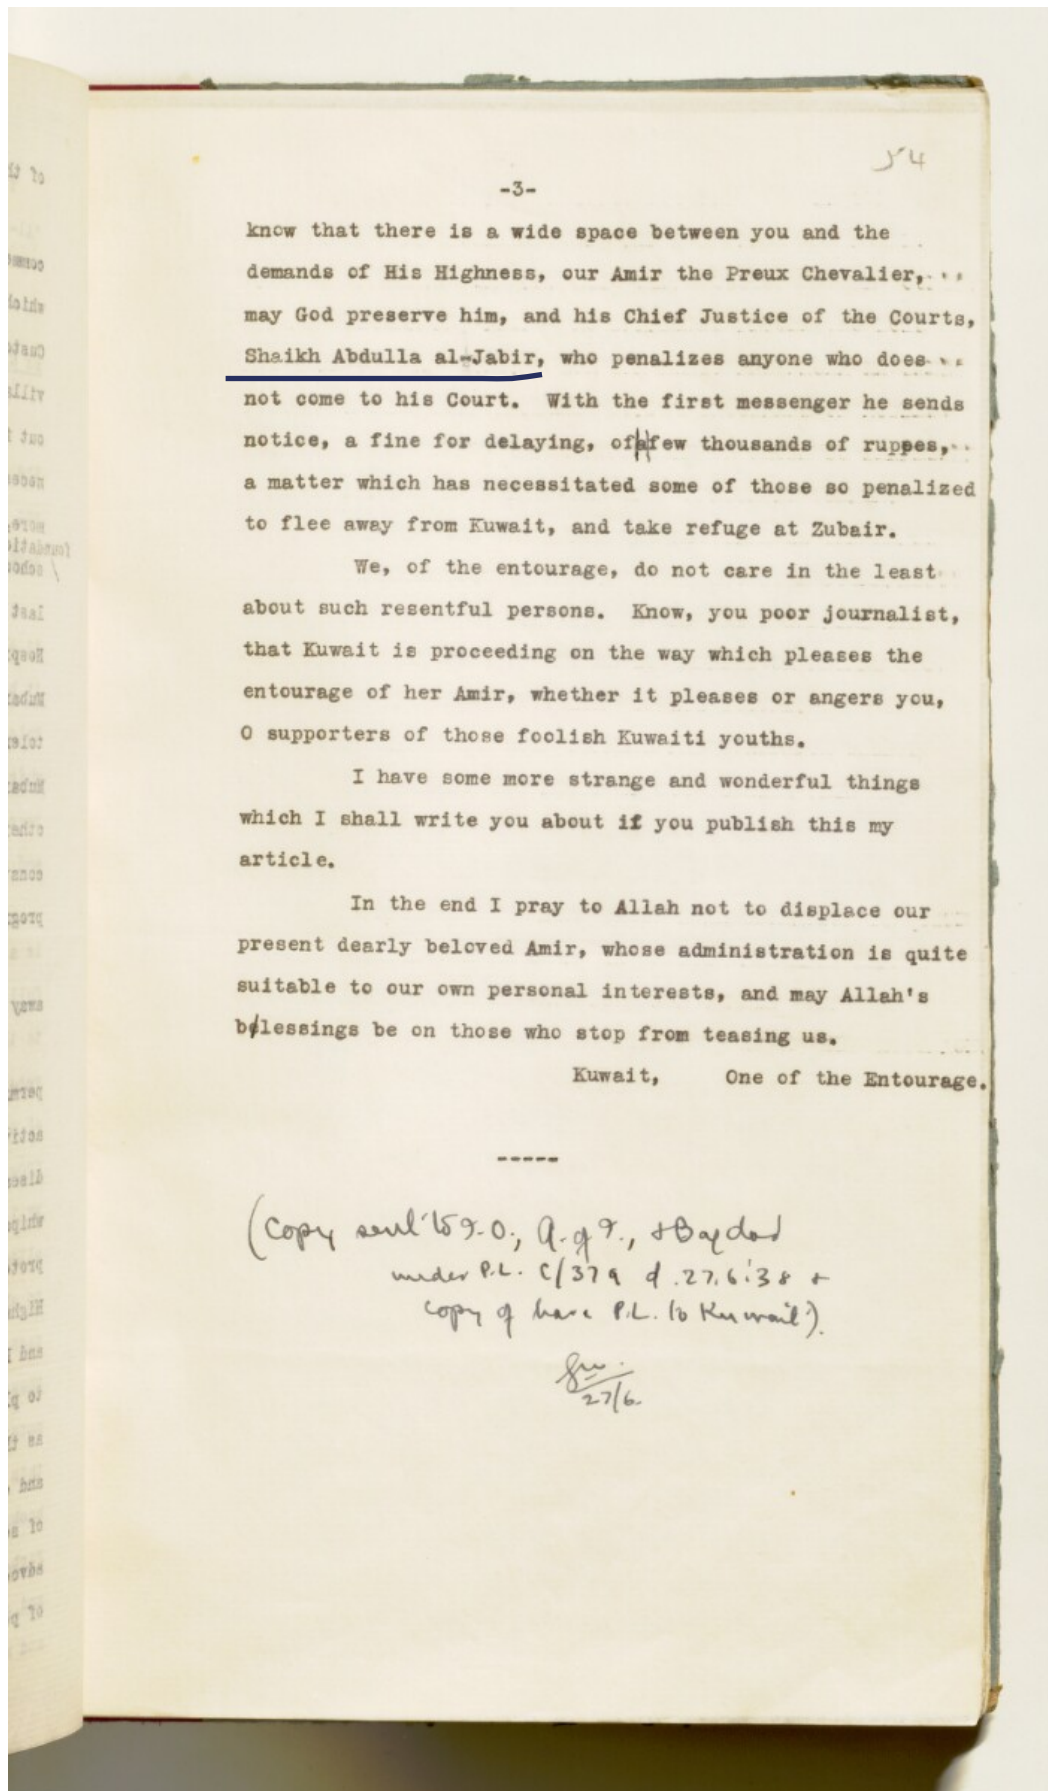 54
-3-
know that there is a wide space between you and the
demands of His Highness, our Amir the Preux Chevalier,
may God preserve him, and his Chief Justice of the Courts,
Shaikh Abdulla al-Jabir, who penalizes anyone who does
not come to his Court. With the first messenger he sends
notice, a fine for delaying, of a few thousands of ruppes,
a matter which has necessitated some of those so penalized
to flee away from Kuwait, and take refuge at Zubair.
We, of the entourage, do not care in the least
about such resentful persons. Know, you poor journalist,
that Kuwait is proceeding on the way which pleases the
entourage of her Amir, whether it pleases or angers you,
O supporters of those foolish Kuwaiti youths.
I have some more strange and wonderful things
which I shall write you about if you publish this my
article.
In the end I pray to Allah not to displace our
present dearly beloved Amir, whose administration is quite
suitable to our own personal interests, and may Allah's
blessings be on those who stop from teasing us.
Kuwait, One of the Entourage.
-----
(Copy sent to I.O., G. of I., & Bagdad
under P.L. C/379 d. 27.6.38 &
copy of P.L. to Kuwait).
27/6.